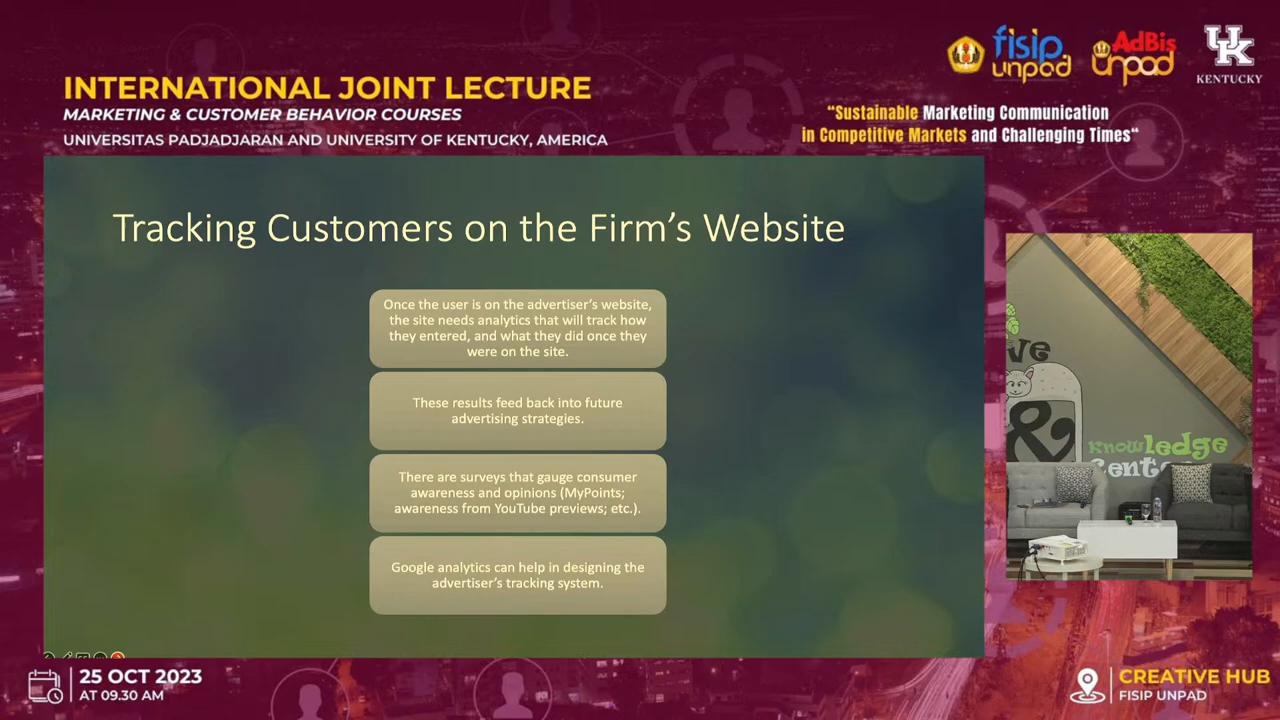 INTERNATIONAL JOINT LECTURE
MARKETING & CUSTOMER BEHAVIOR COURSES
UNIVERSITAS PADJADJARAN AND UNIVERSITY OF KENTUCKY, AMERICA
fisip
unpad
AdBis
unpad
UK
KENTUCKY
“Sustainable Marketing Communication
in Competitive Markets and Challenging Times“
Tracking Customers on the Firm’s Website
Once the user is on the advertiser’s website,
the site needs analytics that will track how
they entered, and what they did once they
were on the site.
These results feed back into future
advertising strategies.
There are surveys that gauge consumer
awareness and opinions (MyPoints;
awareness from YouTube previews; etc.).
Google analytics can help in designing the
advertiser’s tracking system.
&
Knowledge
25 OCT 2023
AT 09.30 AM
CREATIVE HUB
FISIP UNPAD